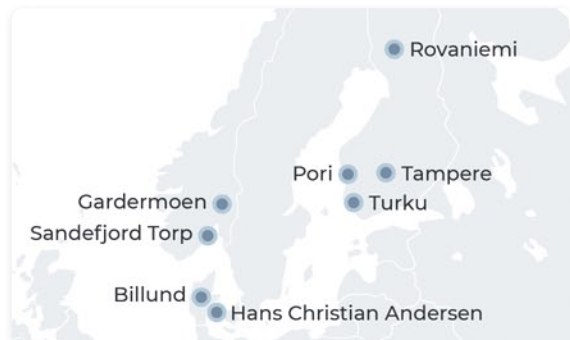 Rovaniemi
Pori
Tampere
Turku
Gardermoen
Sandefjord Torp
Billund
Hans Christian Andersen